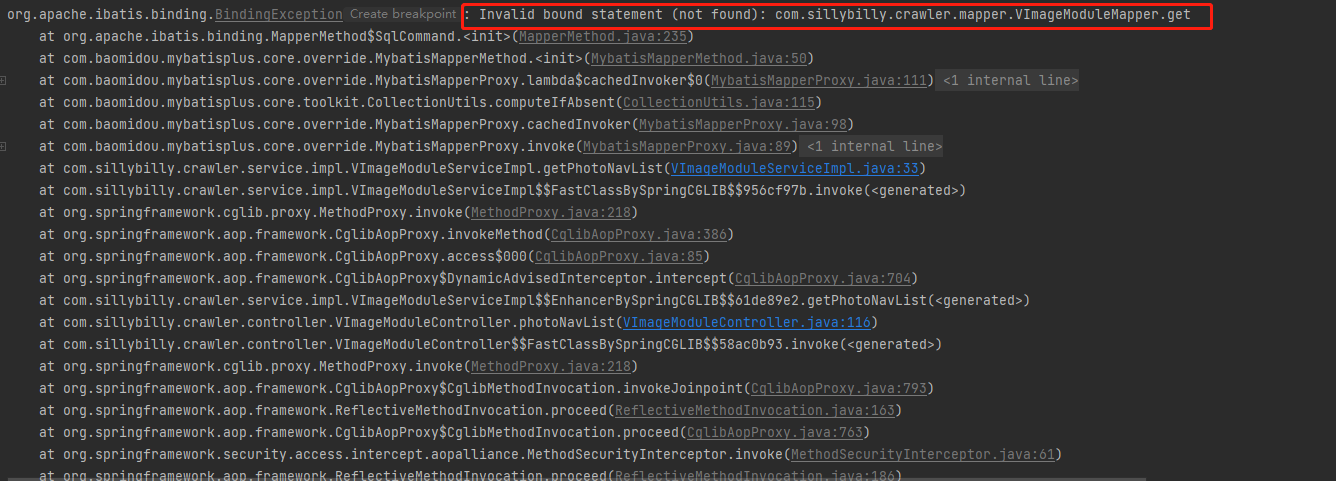 org.apache.ibatis.binding.BindingException Create breakpoint : Invalid bound statement (not found): com.sillybilly.crawler.mapper.VImageModuleMapper.get
at org.apache.ibatis.binding.MapperMethod$SqlCommand.<init>(MapperMethod.java:235)
at com.baomidou.mybatisplus.core.override.MybatisMapperMethod.<init>(MybatisMapperMethod.java:50)
at com.baomidou.mybatisplus.core.override.MybatisMapperProxy.lambda$cachedInvoker$0(MybatisMapperProxy.java:111) <1 internal line>
at com.baomidou.mybatisplus.core.toolkit.CollectionUtils.computeIfAbsent(CollectionUtils.java:115)
at com.baomidou.mybatisplus.core.override.MybatisMapperProxy.cachedInvoker(MybatisMapperProxy.java:98)
at com.baomidou.mybatisplus.core.override.MybatisMapperProxy.invoke(MybatisMapperProxy.java:89) <1 internal line>
at com.sillybilly.crawler.service.impl.VImageModuleServiceImpl.getPhotoNavList(VImageModuleServiceImpl.java:33)
at com.sillybilly.crawler.service.impl.VImageModuleServiceImpl$$FastClassBySpringCGLIB$$956cf97b.invoke(<generated>)
at org.springframework.cglib.proxy.MethodProxy.invoke(MethodProxy.java:218)
at org.springframework.aop.framework.CglibAopProxy.invokeMethod(CglibAopProxy.java:386)
at org.springframework.aop.framework.CglibAopProxy.access$000(CglibAopProxy.java:85)
at org.springframework.aop.framework.CglibAopProxy$DynamicAdvisedInterceptor.intercept(CglibAopProxy.java:704)
at com.sillybilly.crawler.service.impl.VImageModuleServiceImpl$$EnhancerBySpringCGLIB$$61de89e2.getPhotoNavList(<generated>)
at com.sillybilly.crawler.controller.VImageModuleController.photoNavList(VImageModuleController.java:116)
at com.sillybilly.crawler.controller.VImageModuleController$$FastClassBySpringCGLIB$$58ac0b93.invoke(<generated>)
at org.springframework.cglib.proxy.MethodProxy.invoke(MethodProxy.java:218)
at org.springframework.aop.framework.CglibAopProxy$CglibMethodInvocation.invokeJoinpoint(CglibAopProxy.java:793)
at org.springframework.aop.framework.ReflectiveMethodInvocation.proceed(ReflectiveMethodInvocation.java:163)
at org.springframework.aop.framework.CglibAopProxy$CglibMethodInvocation.proceed(CglibAopProxy.java:763)
at org.springframework.security.access.intercept.aopalliance.MethodSecurityInterceptor.invoke(MethodSecurityInterceptor.java:61)
at org.springframework.aop.framework.ReflectiveMethodInvocation.proceed(ReflectiveMethodInvocation.java:186)